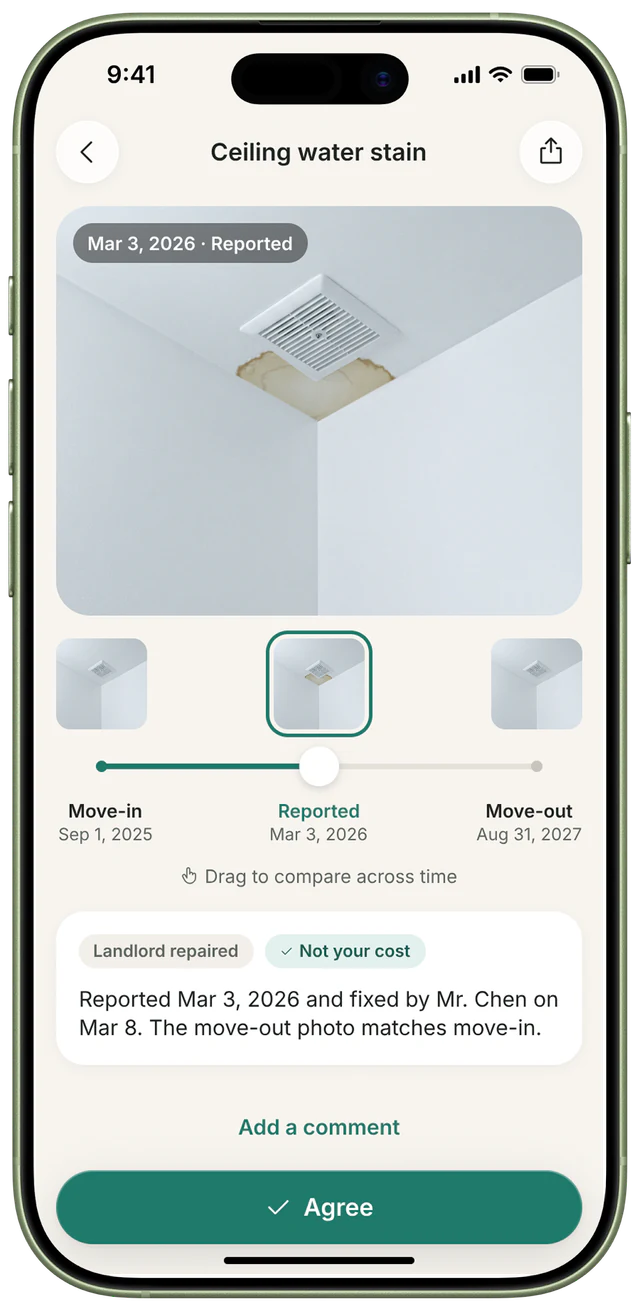 9:41
Ceiling water stain
Mar 3, 2026 · Reported
Move-in
Reported
Move-out
Sep 1, 2025
Mar 3, 2026
Aug 31, 2027
Drag to compare across time
Landlord repaired
Not your cost
Reported Mar 3, 2026 and fixed by Mr. Chen on
Mar 8. The move-out photo matches move-in.
Add a comment
Agree